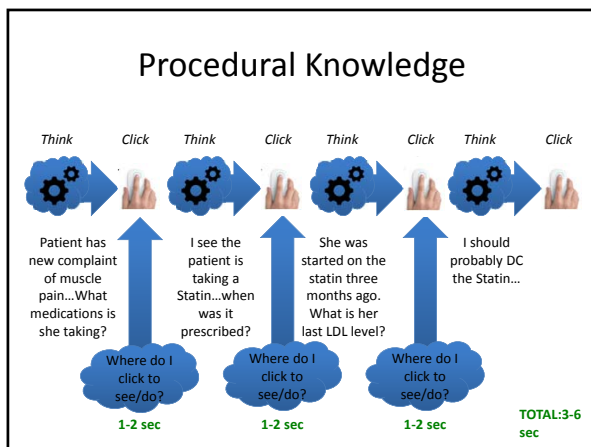 Procedural Knowledge
Think Click Think Click Think Click Think Click
Patient has
new complaint
of muscle
pain...What
medications is
she taking?
I see the
patient is
taking a
Statin...when
was it
prescribed?
She was
started on the
statin three
months ago.
What is her
last LDL level?
I should
probably DC
the Statin...
Where do I
click to
see/do?
Where do I
click to
see/do?
Where do I
click to
see/do?
1-2 sec
1-2 sec
1-2 sec
TOTAL:3-6
sec